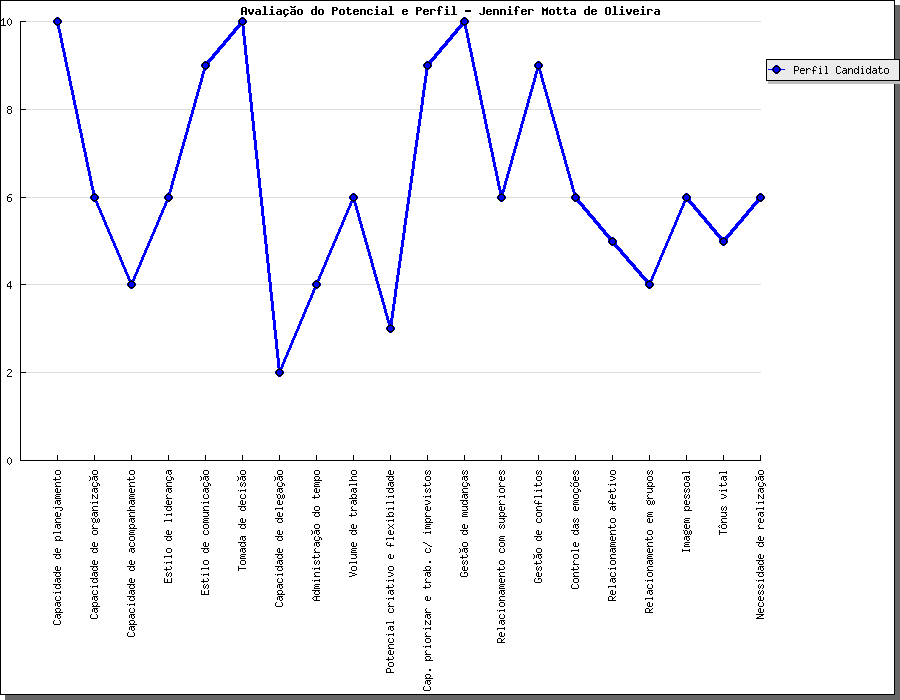 Avaliação do Potencial e Perfil - Jennifer Motta de Oliveira
Perfil Candidato
10
8
6
4
2
0
Capacidade de planejamento
Capacidade de organização
Capacidade de acompanhamento
Estilo de liderança
Estilo de comunicação
Tomada de decisão
Capacidade de delegação
Administração do tempo
Volume de trabalho
Potencial criativo e flexibilidade
Cap. priorizar e trab. c/ imprevistos
Gestão de mudanças
Relacionamento com superiores
Gestão de conflitos
Controle das emoções
Relacionamento afetivo
Relacionamento em grupos
Imagem pessoal
Tônus vital
Necessidade de realização